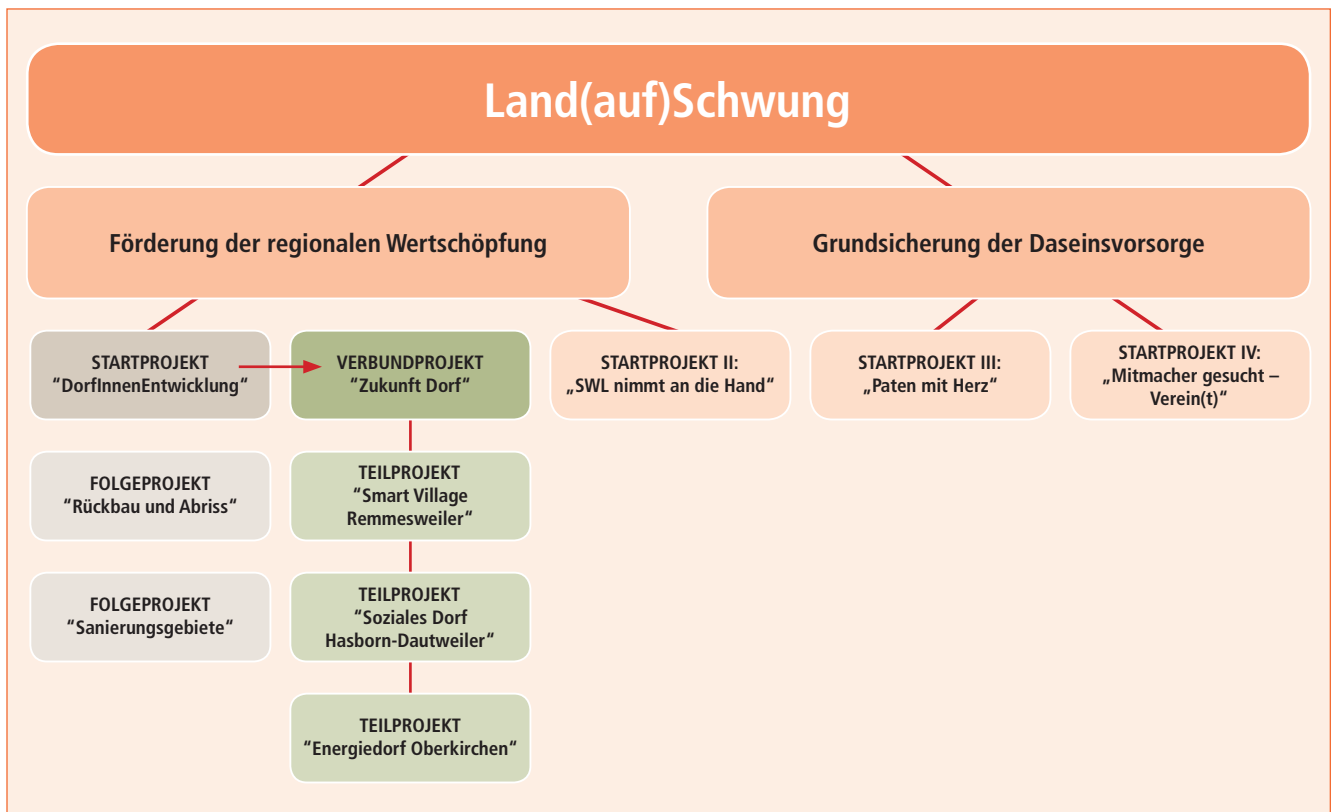 Land(auf)Schwung
Förderung der regionalen Wertschöpfung
Grundsicherung der Daseinsvorsorge
STARTPROJEKT
“DorfInnenEntwicklung“
VERBUNDPROJEKT
“Zukunft Dorf“
STARTPROJEKT II:
„SWL nimmt an die Hand“
STARTPROJEKT III:
„Paten mit Herz“
STARTPROJEKT IV:
„Mitmacher gesucht –
Verein(t)“
FOLGEPROJEKT
“Rückbau und Abriss“
TEILPROJEKT
“Smart Village
Remmesweiler“
FOLGEPROJEKT
“Sanierungsgebiete“
TEILPROJEKT
“Soziales Dorf
Hasborn-Dautweiler“
TEILPROJEKT
“Energiedorf Oberkirchen“